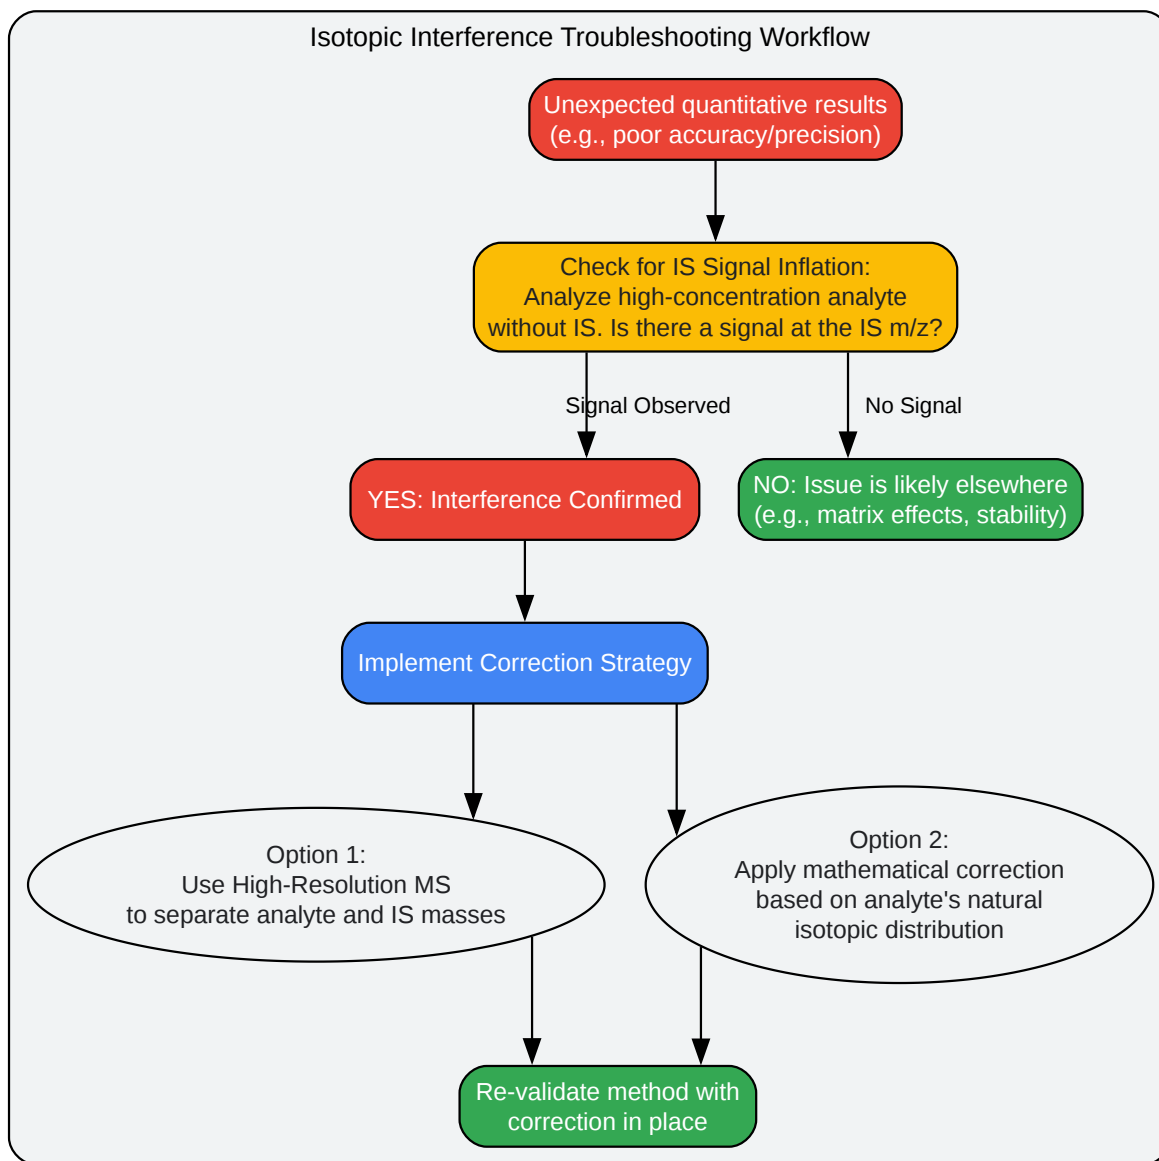 Isotopic Interference Troubleshooting Workflow
Unexpected quantitative results
(e.g., poor accuracy/precision)
Check for IS Signal Inflation:
Analyze high-concentration analyte
without IS. Is there a signal at the IS m/z?
Signal Observed
No Signal
YES: Interference Confirmed
NO: Issue is likely elsewhere
(e.g., matrix effects, stability)
Implement Correction Strategy
Option 1:
Use High-Resolution MS
to separate analyte and IS masses
Option 2:
Apply mathematical correction
based on analyte's natural
isotopic distribution
Re-validate method with
correction in place